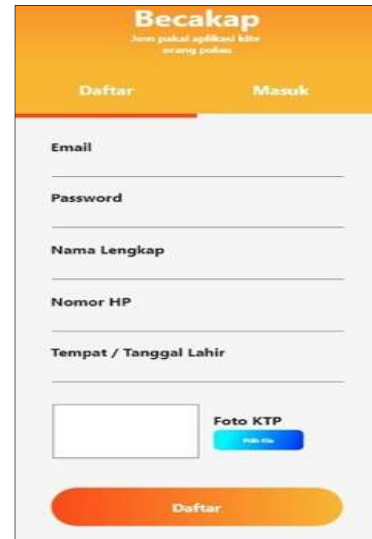 Becakap
Jom pakai aplikasi kite
orang pulau
Daftar Masuk
Email
Password
Nama Lengkap
Nomor HP
Tempat / Tanggal Lahir
Foto KTP
Pilih File
Daftar